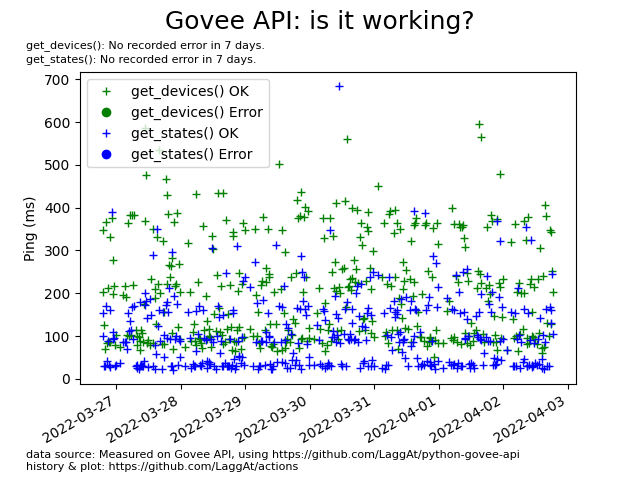 Govee API: is it working?
get_devices(): No recorded error in 7 days.
get_states(): No recorded error in 7 days.
get_devices() OK
get_devices() Error
get_states() OK
get_states() Error
Ping (ms)
700
600
500
400
300
200
100
0
2022-03-27
2022-03-28
2022-03-29
2022-03-30
2022-03-31
2022-04-01
2022-04-02
2022-04-03
data source: Measured on Govee API, using https://github.com/LaggAt/python-govee-api
history & plot: https://github.com/LaggAt/actions